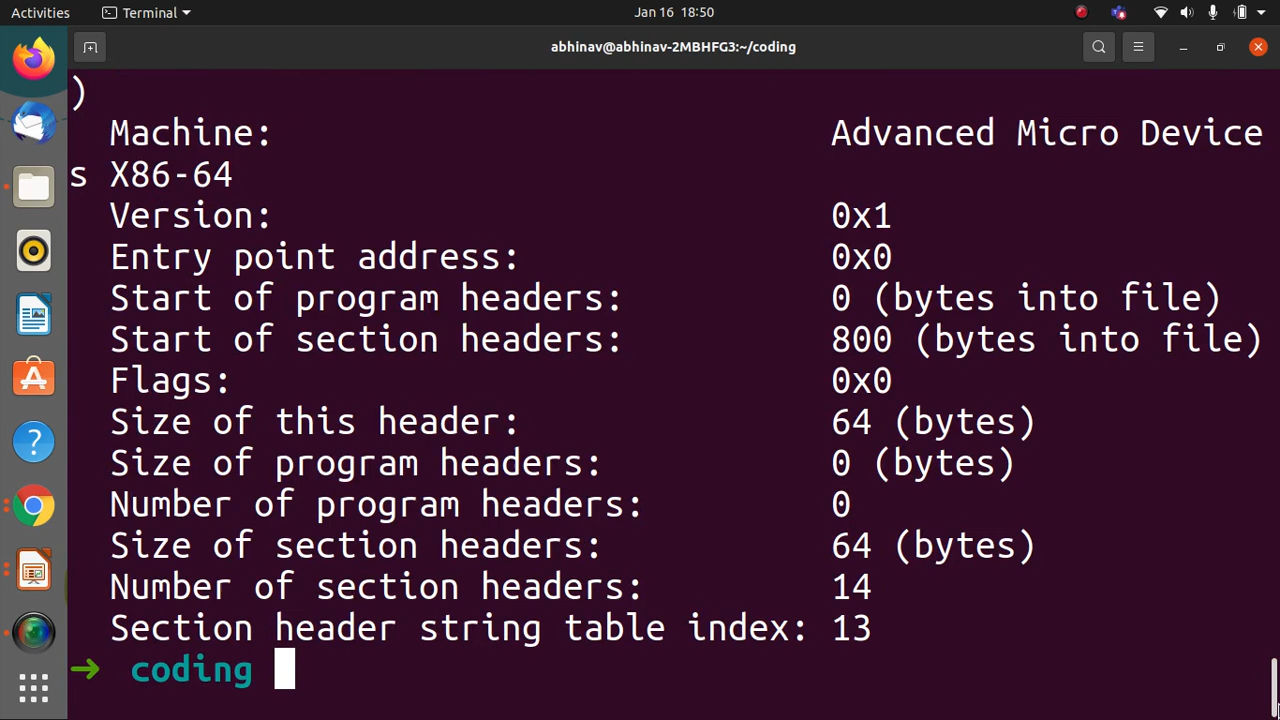 Activities Terminal Jan 16 18:50
abhinav@abhinav-2MBHFG3:~/coding
)
Machine: Advanced Micro Device
s X86-64
Version: 0x1
Entry point address: 0x0
Start of program headers: 0 (bytes into file)
Start of section headers: 800 (bytes into file)
Flags: 0x0
Size of this header: 64 (bytes)
Size of program headers: 0 (bytes)
Number of program headers: 0
Size of section headers: 64 (bytes)
Number of section headers: 14
Section header string table index: 13
➜ coding